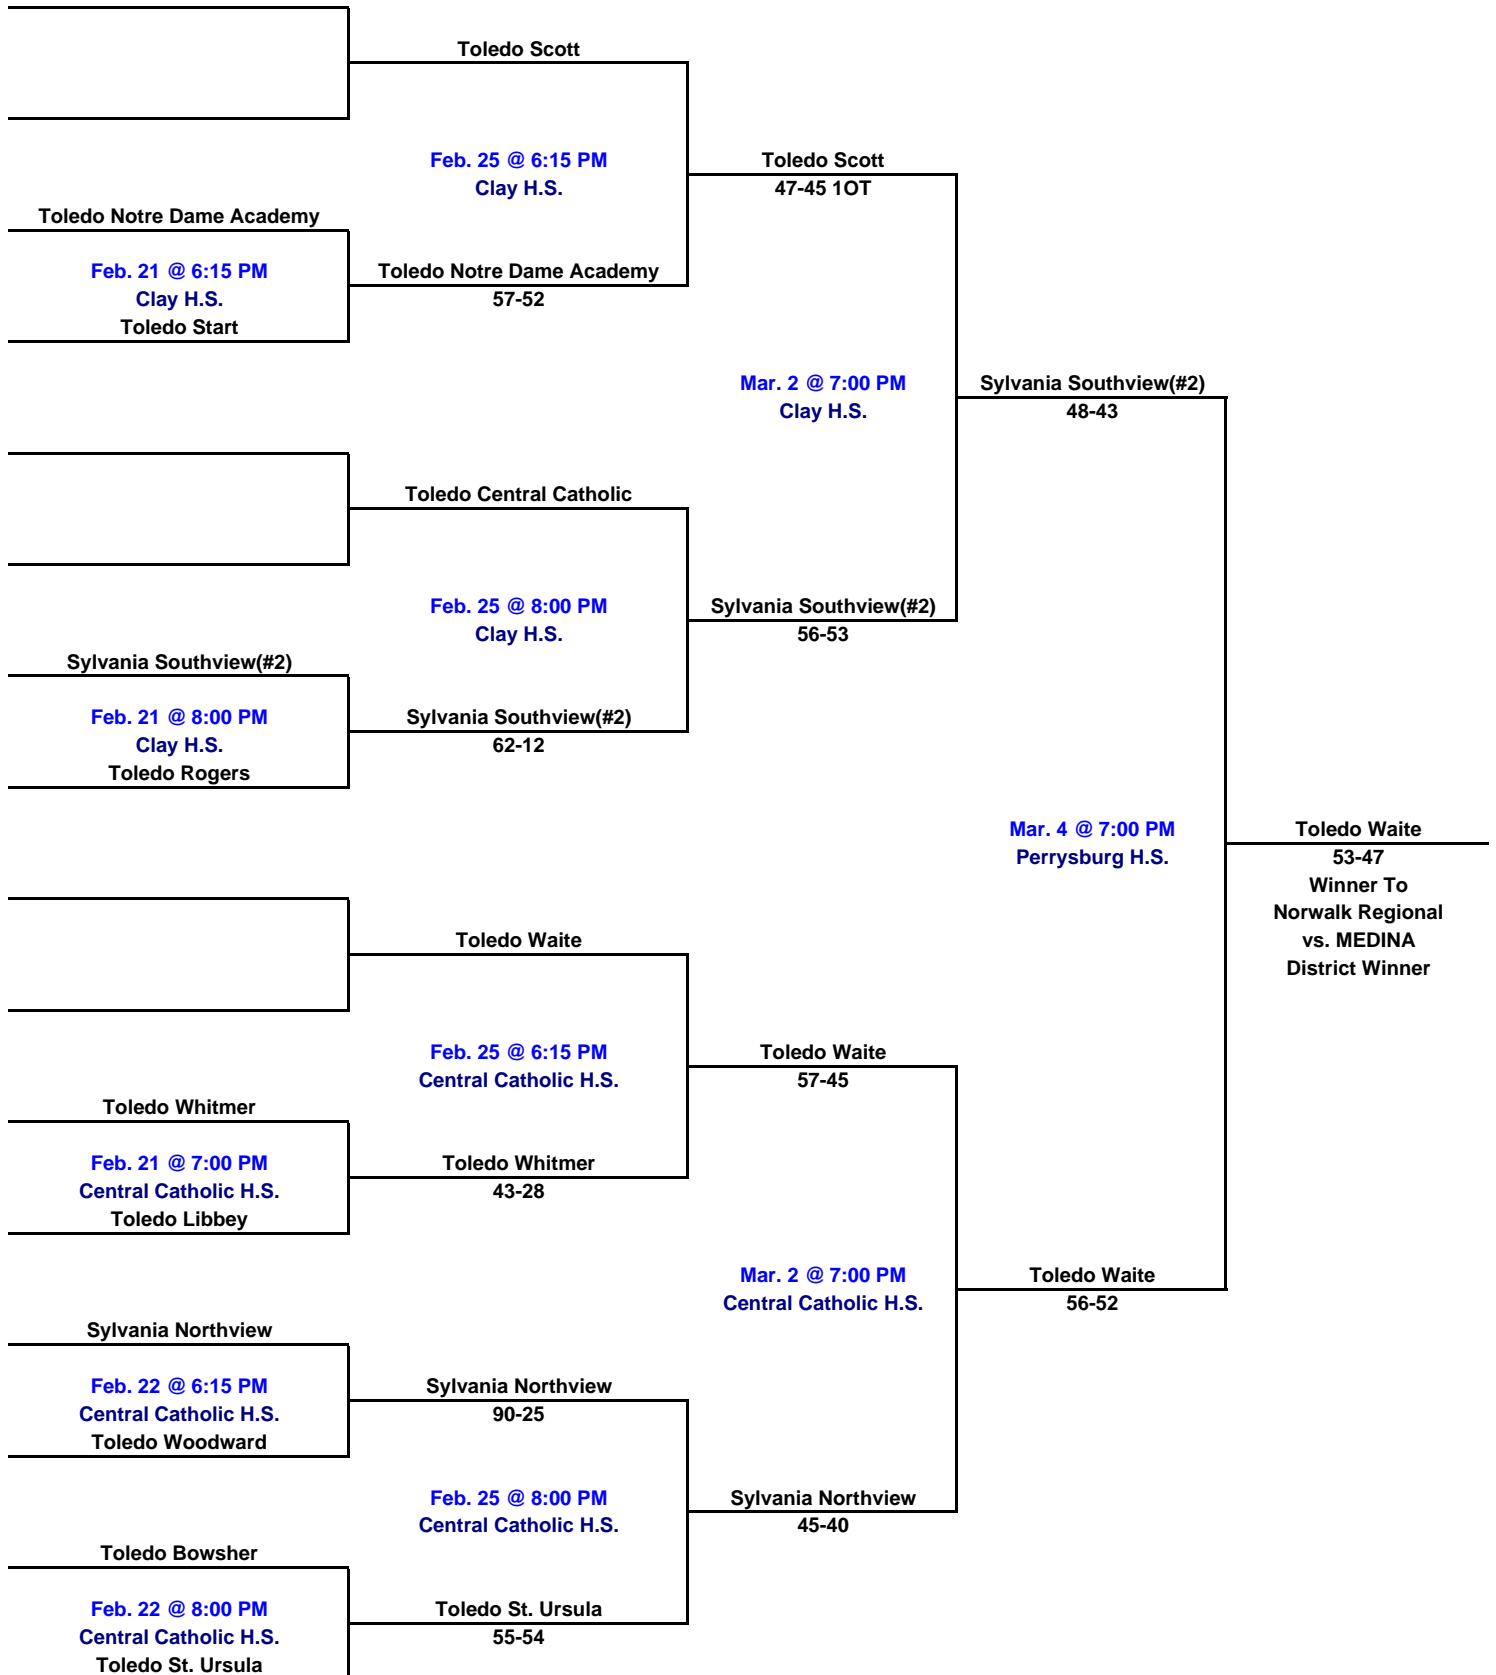 Toledo Scott
Feb. 25 @ 6:15 PM
Clay H.S.
Toledo Scott
47-45 1OT
Toledo Notre Dame Academy
Feb. 21 @ 6:15 PM
Clay H.S.
Toledo Start
Toledo Notre Dame Academy
57-52
Mar. 2 @ 7:00 PM
Clay H.S.
Sylvania Southview(#2)
48-43
Toledo Central Catholic
Feb. 25 @ 8:00 PM
Clay H.S.
Sylvania Southview(#2)
56-53
Sylvania Southview(#2)
Feb. 21 @ 8:00 PM
Clay H.S.
Toledo Rogers
Sylvania Southview(#2)
62-12
Mar. 4 @ 7:00 PM
Perrysburg H.S.
Toledo Waite
53-47
Winner To
Norwalk Regional
vs. MEDINA
District Winner
Toledo Waite
Feb. 25 @ 6:15 PM
Central Catholic H.S.
Toledo Waite
57-45
Toledo Whitmer
Feb. 21 @ 7:00 PM
Central Catholic H.S.
Toledo Libbey
Toledo Whitmer
43-28
Mar. 2 @ 7:00 PM
Central Catholic H.S.
Toledo Waite
56-52
Sylvania Northview
Feb. 22 @ 6:15 PM
Central Catholic H.S.
Toledo Woodward
Sylvania Northview
90-25
Feb. 25 @ 8:00 PM
Central Catholic H.S.
Sylvania Northview
45-40
Toledo Bowsher
Feb. 22 @ 8:00 PM
Central Catholic H.S.
Toledo St. Ursula
Toledo St. Ursula
55-54